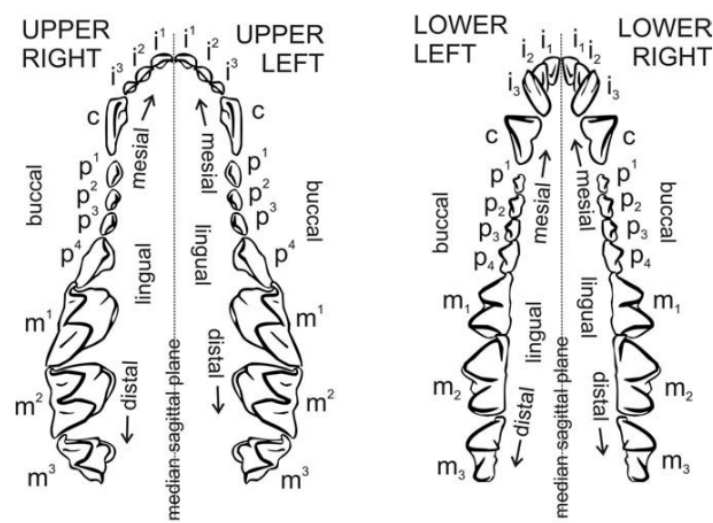 UPPER RIGHT
UPPER LEFT
i³ i² i¹ i¹ i² i³
c
c
p¹
p²
p³
p⁴
m¹
m²
m³
buccal
mesial
lingual
distal
median sagittal plane
mesial
lingual
distal
buccal
p¹
p²
p³
p⁴
m¹
m²
m³
LOWER LEFT
LOWER RIGHT
i₃ i₂ i₁ i₁ i₂ i₃
c
c
p¹
p₂
p₃
p₄
m₁
m₂
m₃
buccal
mesial
lingual
distal
median sagittal plane
mesial
lingual
distal
buccal
p¹
p₂
p₃
p₄
m₁
m₂
m₃